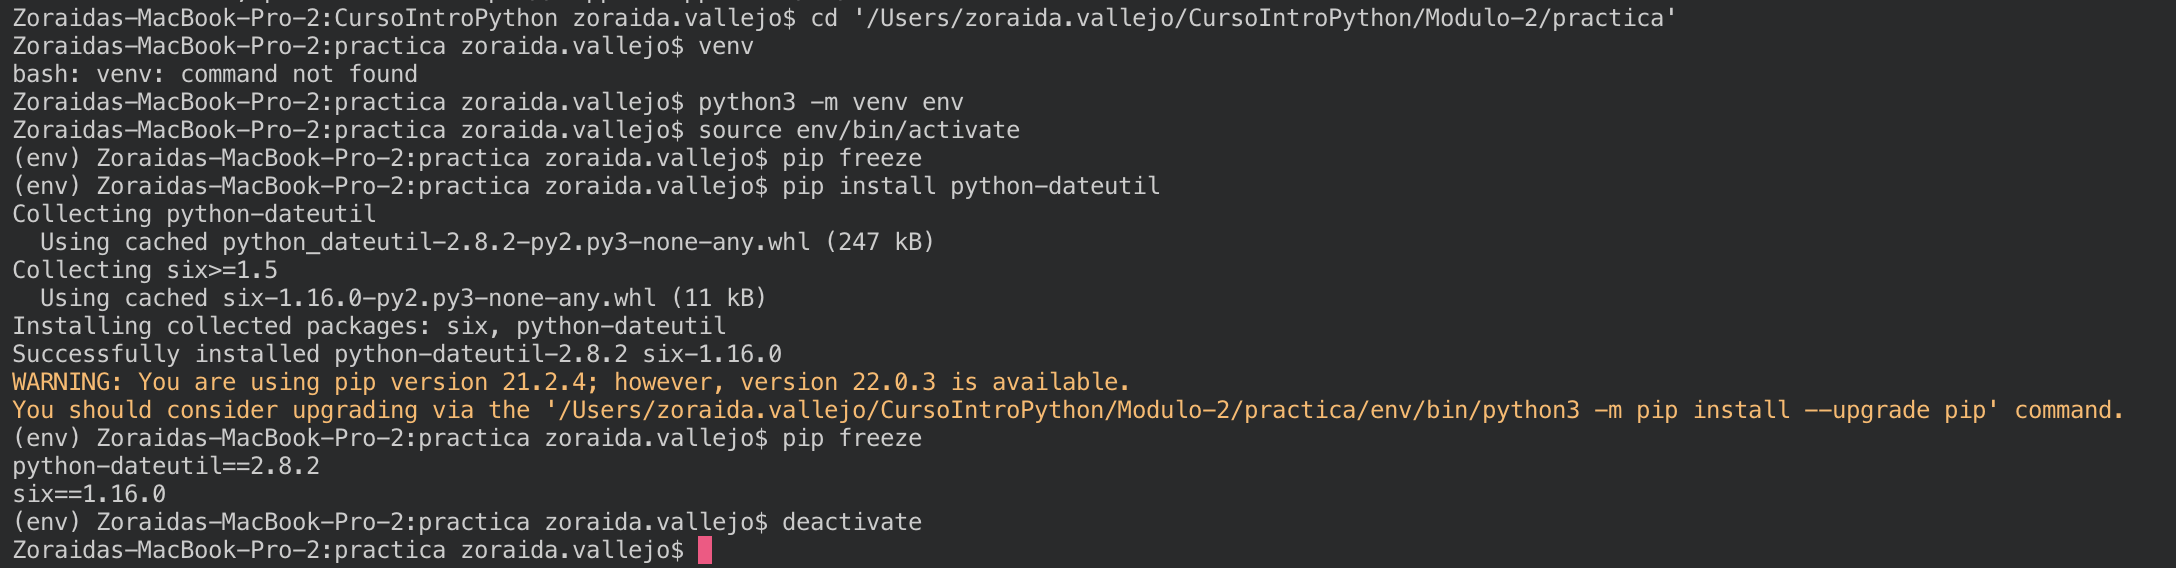 Zoraidas-MacBook-Pro-2:CursoIntroPython zoraida.vallejo$ cd '/Users/zoraida.vallejo/CursoIntroPython/Modulo-2/practica'
Zoraidas-MacBook-Pro-2:practica zoraida.vallejo$ venv
bash: venv: command not found
Zoraidas-MacBook-Pro-2:practica zoraida.vallejo$ python3 -m venv env
Zoraidas-MacBook-Pro-2:practica zoraida.vallejo$ source env/bin/activate
(env) Zoraidas-MacBook-Pro-2:practica zoraida.vallejo$ pip freeze
(env) Zoraidas-MacBook-Pro-2:practica zoraida.vallejo$ pip install python-dateutil
Collecting python-dateutil
  Using cached python_dateutil-2.8.2-py2.py3-none-any.whl (247 kB)
Collecting six>=1.5
  Using cached six-1.16.0-py2.py3-none-any.whl (11 kB)
Installing collected packages: six, python-dateutil
Successfully installed python-dateutil-2.8.2 six-1.16.0
WARNING: You are using pip version 21.2.4; however, version 22.0.3 is available.
You should consider upgrading via the '/Users/zoraida.vallejo/CursoIntroPython/Modulo-2/practica/env/bin/python3 -m pip install --upgrade pip' command.
(env) Zoraidas-MacBook-Pro-2:practica zoraida.vallejo$ pip freeze
python-dateutil==2.8.2
six==1.16.0
(env) Zoraidas-MacBook-Pro-2:practica zoraida.vallejo$ deactivate
Zoraidas-MacBook-Pro-2:practica zoraida.vallejo$